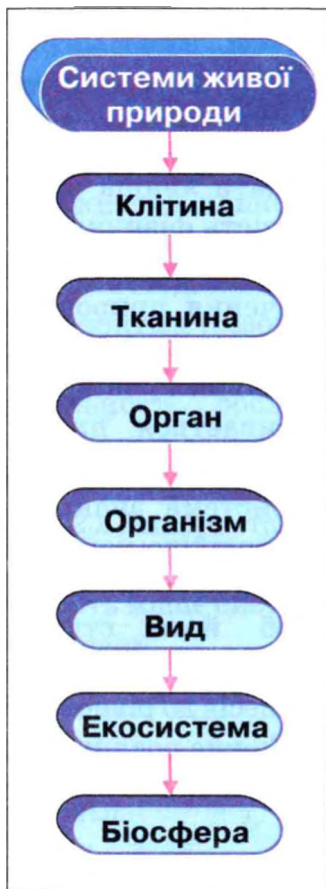 Системи живої
природи
Клітина
Тканина
Орган
Організм
Вид
Екосистема
Біосфера